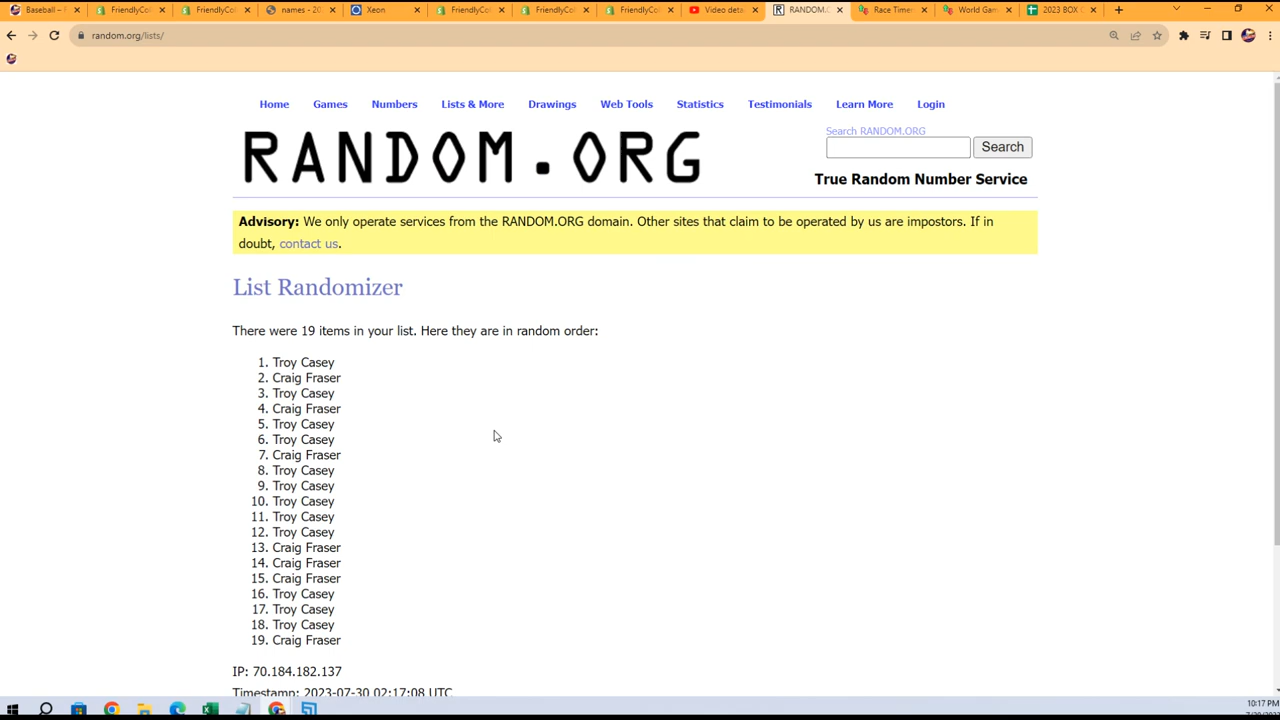 Baseball –
FriendlyCo
FriendlyCo
names - 20
Xeon
FriendlyCo
FriendlyCo
FriendlyCo
Video deta
RANDOM.O
Race Time
World Gam
2023 BOX
random.org/lists/
Home Games Numbers Lists & More Drawings Web Tools Statistics Testimonials Learn More Login
RANDOM.ORG
Search RANDOM.ORG
Search
True Random Number Service
Advisory: We only operate services from the RANDOM.ORG domain. Other sites that claim to be operated by us are impostors. If in
doubt, contact us.
List Randomizer
There were 19 items in your list. Here they are in random order:
1. Troy Casey
2. Craig Fraser
3. Troy Casey
4. Craig Fraser
5. Troy Casey
6. Troy Casey
7. Craig Fraser
8. Troy Casey
9. Troy Casey
10. Troy Casey
11. Troy Casey
12. Troy Casey
13. Craig Fraser
14. Craig Fraser
15. Craig Fraser
16. Troy Casey
17. Troy Casey
18. Troy Casey
19. Craig Fraser
IP: 70.184.182.137
Timestamp: 2023-07-30 02:17:08 UTC
10:17 PM